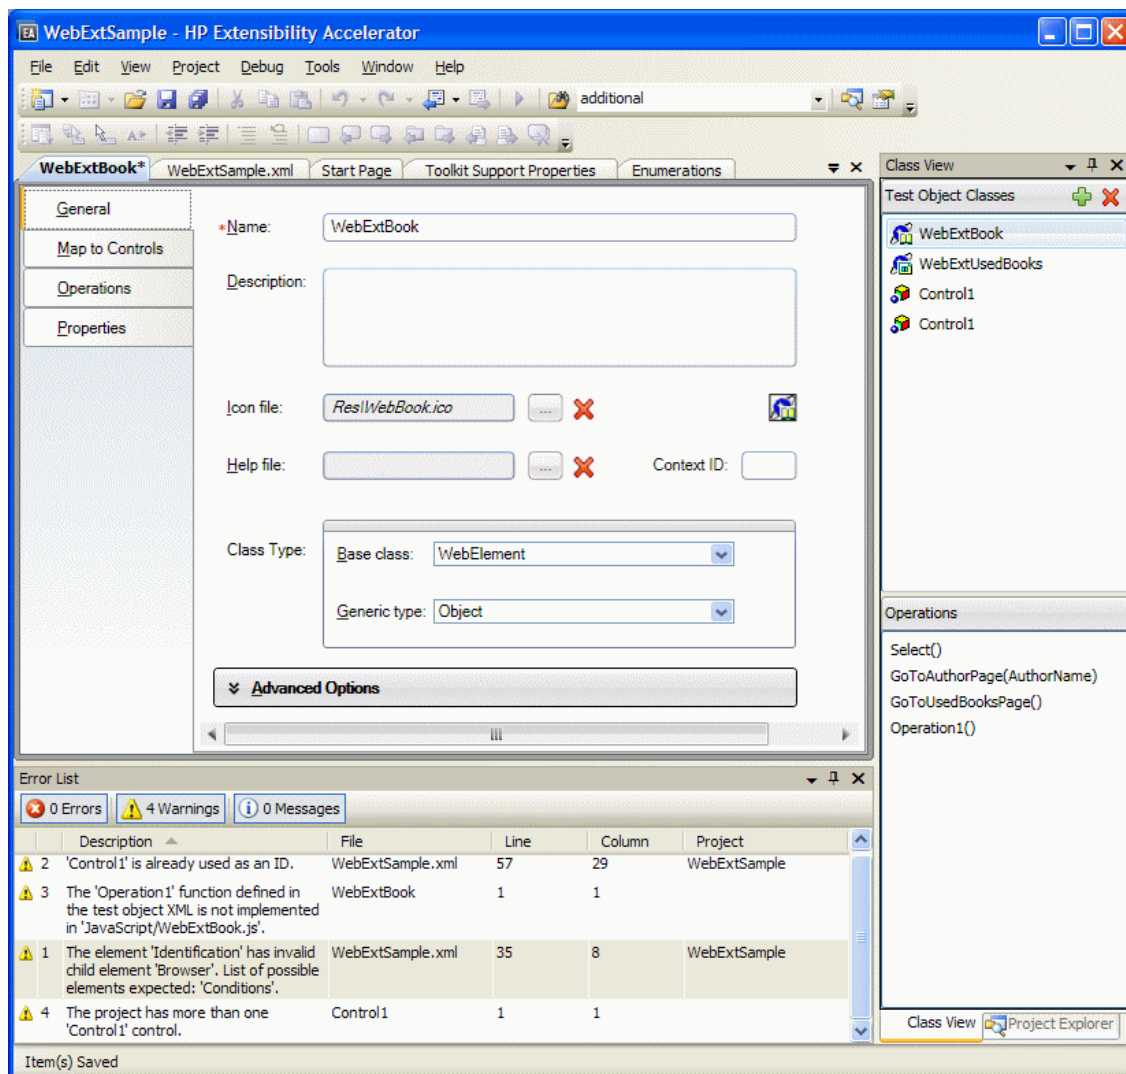 WebExtSample - HP Extensibility Accelerator
File Edit View Project Debug Tools Window Help
additional
WebExtBook* WebExtSample.xml Start Page Toolkit Support Properties Enumerations
General
Map to Controls
Operations
Properties
*Name: WebExtBook
Description:
Icon file: Res\WebBook.ico ...
Help file: ... Context ID:
Class Type: Base class: WebElement
Generic type: Object
Advanced Options
Class View
Test Object Classes
WebExtBook
WebExtUsedBooks
Control1
Control1
Operations
Select()
GoToAuthorPage(AuthorName)
GoToUsedBooksPage()
Operation1()
Class View Project Explorer
Error List
0 Errors 4 Warnings 0 Messages
Description File Line Column Project
2 'Control1' is already used as an ID. WebExtSample.xml 57 29 WebExtSample
3 The 'Operation1' function defined in WebExtBook 1 1
the test object XML is not implemented
in 'JavaScript/WebExtBook.js'.
1 The element 'Identification' has invalid WebExtSample.xml 35 8 WebExtSample
child element 'Browser'. List of possible
elements expected: 'Conditions'.
4 The project has more than one Control1 1 1
'Control1' control.
Item(s) Saved